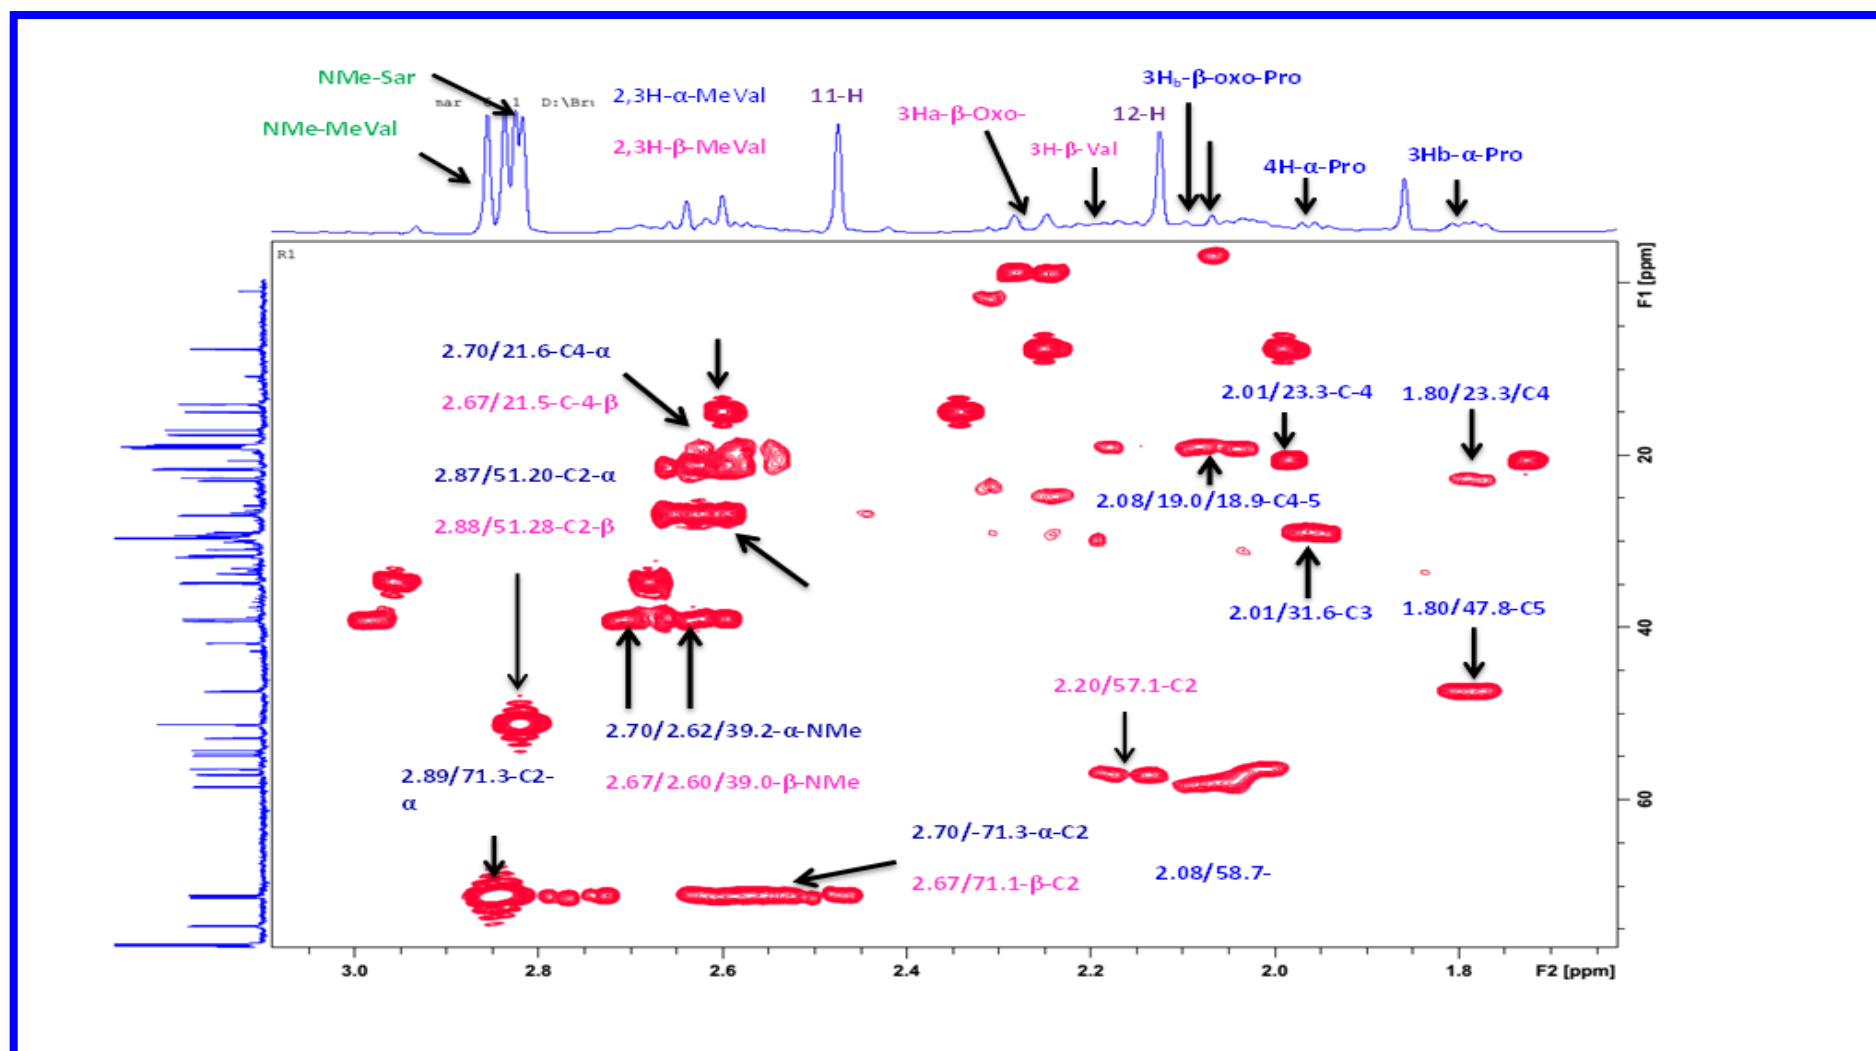 NMe-Sar
2,3H-α-MeVal
11-H
3Hb-β-oxo-Pro
mar
1 D:\Bru
3Ha-β-Oxo-
12-H
NMe-MeVal
2,3H-β-MeVal
3H-β-Val
4H-α-Pro
3Hb-α-Pro
R1
F1 [ppm]
2.70/21.6-C4-α
2.67/21.5-C-4-β
2.01/23.3-C-4
1.80/23.3/C4
20
2.87/51.20-C2-α
2.08/19.0/18.9-C4-5
2.88/51.28-C2-β
2.01/31.6-C3
1.80/47.8-C5
40
2.20/57.1-C2
2.70/2.62/39.2-α-NMe
2.89/71.3-C2-
α
2.67/2.60/39.0-β-NMe
60
2.70/-71.3-α-C2
2.67/71.1-β-C2
2.08/58.7-
3.0 2.8 2.6 2.4 2.2 2.0 1.8 F2 [ppm]